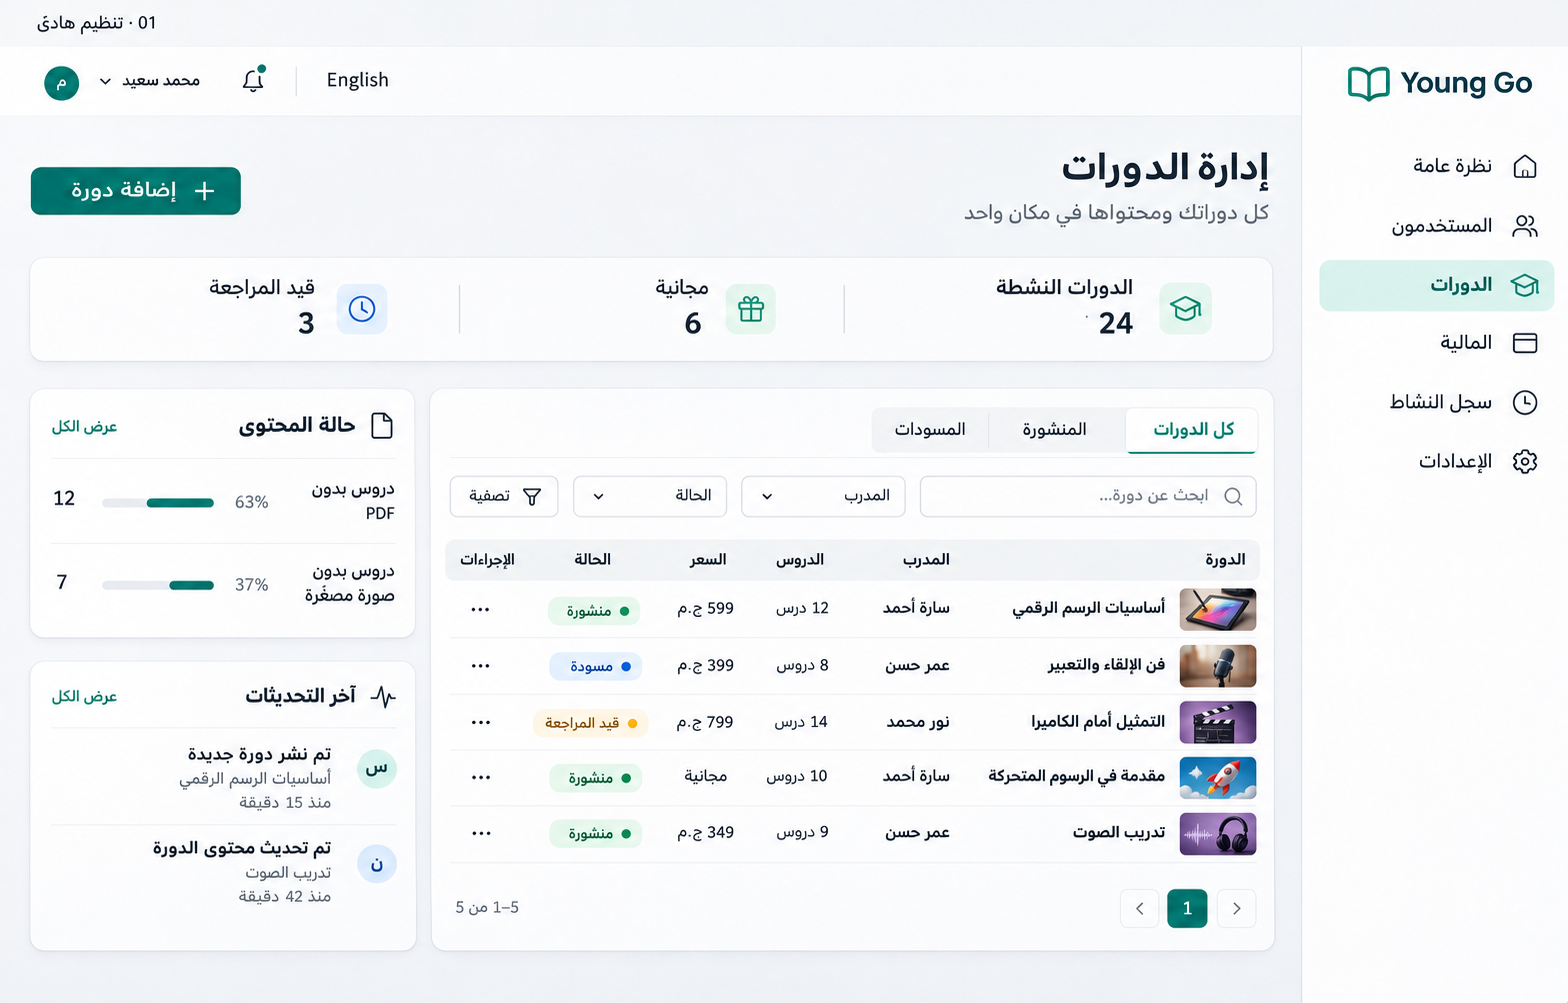 01 · تنظيم هادئ
Young Go
نظرة عامة
المستخدمون
الدورات
المالية
سجل النشاط
الإعدادات
English
محمد سعيد
م
إدارة الدورات
كل دوراتك ومحتواها في مكان واحد
إضافة دورة
الدورات النشطة
24
مجانية
6
قيد المراجعة
3
كل الدورات
المنشورة
المسودات
ابحث عن دورة...
المدرب
الحالة
تصفية
الدورة المدرب الدروس السعر الحالة الإجراءات
أساسيات الرسم الرقمي سارة أحمد 12 درس 599 ج.م منشورة
فن الإلقاء والتعبير عمر حسن 8 دروس 399 ج.م مسودة
التمثيل أمام الكاميرا نور محمد 14 درس 799 ج.م قيد المراجعة
مقدمة في الرسوم المتحركة سارة أحمد 10 دروس مجانية منشورة
تدريب الصوت عمر حسن 9 دروس 349 ج.م منشورة
1
1–5 من 5
حالة المحتوى
عرض الكل
دروس بدون
PDF
63%
12
دروس بدون
صورة مصغّرة
37%
7
آخر التحديثات
عرض الكل
س
تم نشر دورة جديدة
أساسيات الرسم الرقمي
منذ 15 دقيقة
ن
تم تحديث محتوى الدورة
تدريب الصوت
منذ 42 دقيقة